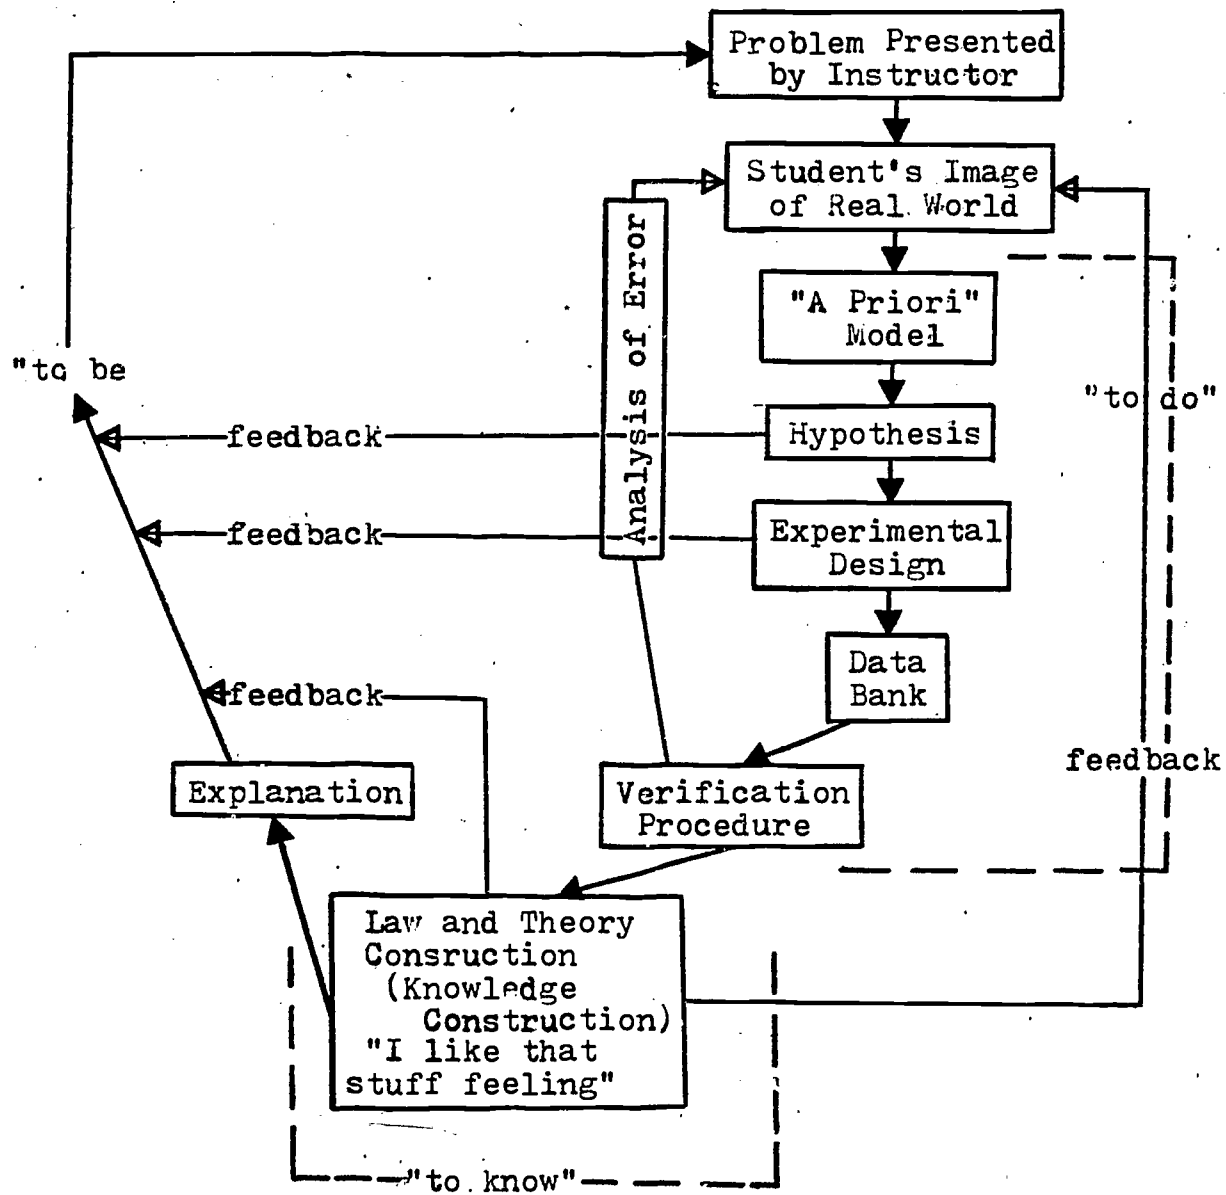 Problem Presented
by Instructor
Student's Image
of Real World
Analysis of Error
"A Priori"
Model
"to be
"to do"
feedback
Hypothesis
feedback
Experimental
Design
Data
Bank
feedback
feedback
Explanation
Verification
Procedure
Law and Theory
Consruction
(Knowledge
Construction)
"I like that
stuff feeling"
"to know"